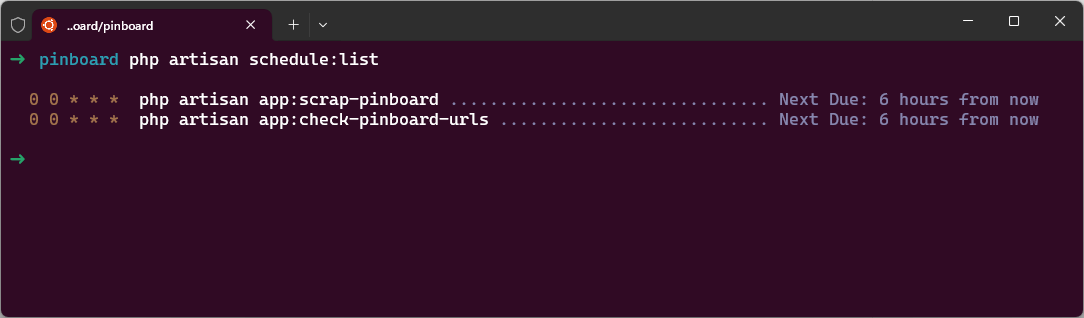 ..oard/pinboard
➜ pinboard php artisan schedule:list
0 0 * * * php artisan app:scrap-pinboard ................................ Next Due: 6 hours from now
0 0 * * * php artisan app:check-pinboard-urls ........................... Next Due: 6 hours from now
➜